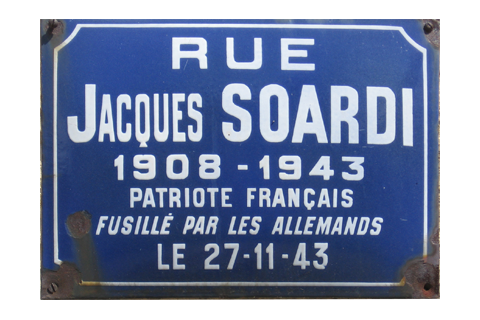 RUE
JACQUES SOARDI
1908 - 1943
PATRIOTE FRANÇAIS
FUSILLÉ PAR LES ALLEMANDS
LE 27-11-43